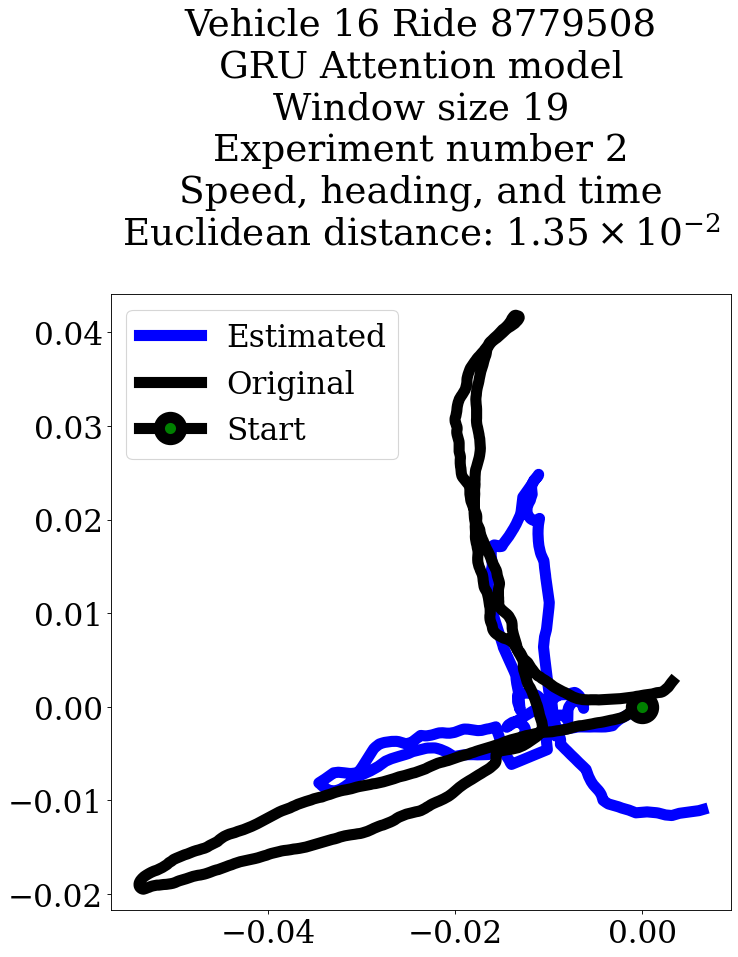 Vehicle 16 Ride 8779508
GRU Attention model
Window size 19
Experiment number 2
Speed, heading, and time
Euclidean distance: 1.35 × 10⁻²
Estimated
Original
Start
0.04
0.03
0.02
0.01
0.00
−0.01
−0.02
−0.04
−0.02
0.00